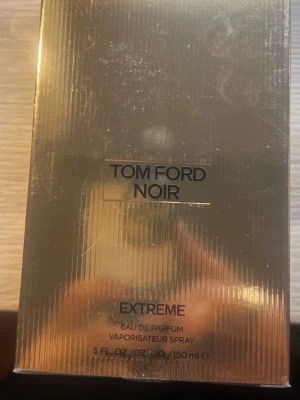 TOM FORD
NOIR
EXTREME
EAU DE PARFUM
VAPORISATEUR SPRAY
5 FL. OZ./OZ. LIQ./150 ml ℮